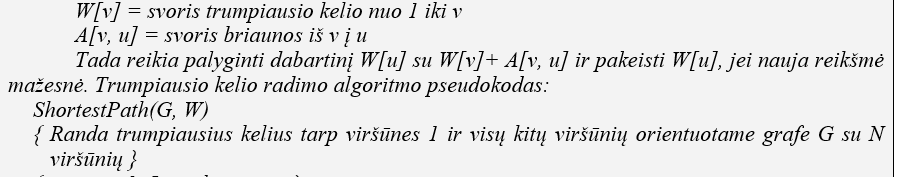 W[v] = svoris trumpiausio kelio nuo 1 iki v
A[v, u] = svoris briaunos iš v į u
Tada reikia palyginti dabartinį W[u] su W[v]+ A[v, u] ir pakeisti W[u], jei nauja reikšmė
mažesnė. Trumpiausio kelio radimo algoritmo pseudokodas:
ShortestPath(G, W)
{ Randa trumpiausius kelius tarp viršūnes 1 ir visų kitų viršūnių orientuotame grafe G su N
viršūnių }